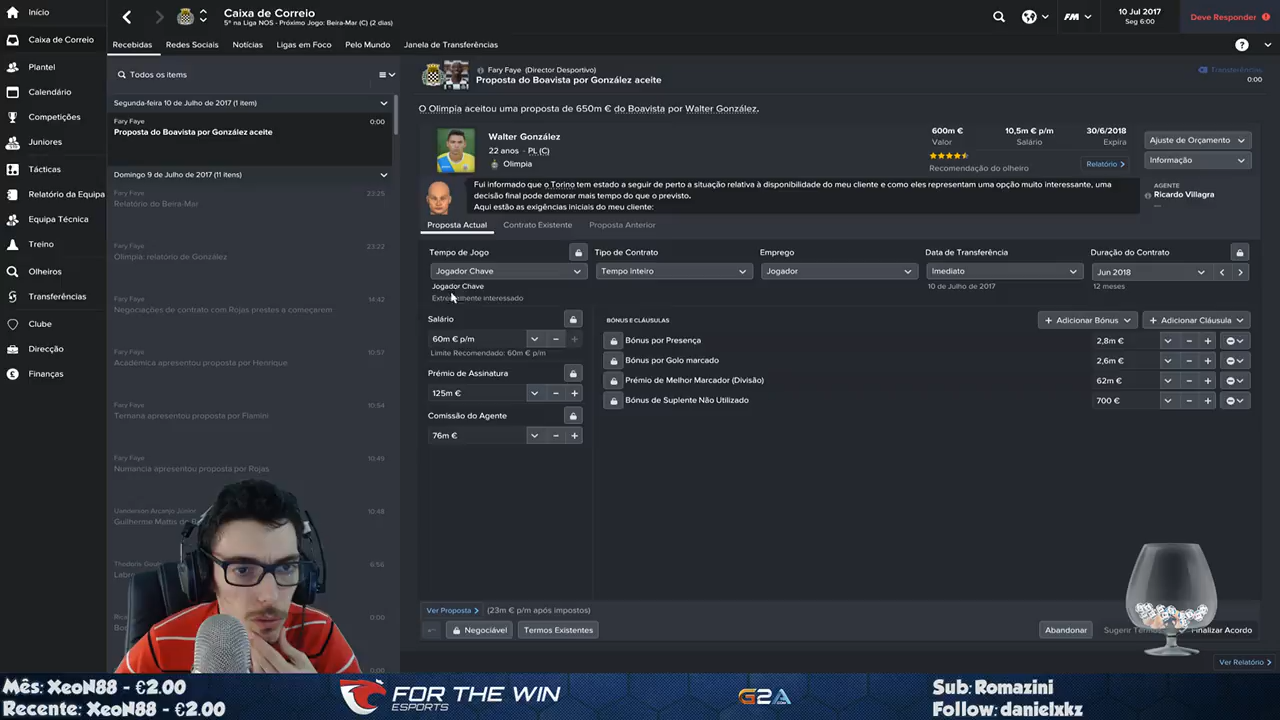 Início
Caixa de Correio
Plantel
Calendário
Competições
Juniores
Tácticas
Relatório da Equipa
Equipa Técnica
Treino
Olheiros
Transferências
Clube
Direcção
Finanças
Caixa de Correio
5º na Liga NOS - Próximo Jogo: Beira-Mar (C) (2 dias)
FM
10 Jul 2017
Seg 6:00
Deve Responder
Recebidas
Redes Sociais
Notícias
Ligas em Foco
Pelo Mundo
Janela de Transferências
Todos os items
Segunda-feira 10 de Julho de 2017 (1 item)
Fary Faye
0:00
Proposta do Boavista por González aceite
Domingo 9 de Julho de 2017 (11 itens)
Fary Faye
23:25
Relatório do Beira-Mar
Fary Faye
23:22
Olimpia: relatório de González
Fary Faye
14:42
Negociações de contrato com Rojas prestes a começarem
Fary Faye
10:57
Académica apresentou proposta por Henrique
Fary Faye
10:54
Ternana apresentou proposta por Flamini
Fary Faye
10:49
Numancia apresentou proposta por Rojas
Uanderson Arcanjo Júnior
10:48
Guilherme Mattis
6:56
0:00
Fary Faye (Director Desportivo)
Proposta do Boavista por González aceite
Transferências
0:00
O Olimpia aceitou uma proposta de 650m € do Boavista por Walter González.
Walter González
22 anos - PL (C)
Olimpia
600m €
Valor
10,5m € p/m
Salário
30/6/2018
Expira
Recomendação do olheiro
Relatório
Ajuste de Orçamento
Informação
Fui informado que o Torino tem estado a seguir de perto a situação relativa à disponibilidade do meu cliente e como eles representam uma opção muito interessante, uma
decisão final pode demorar mais tempo do que o previsto.
Aqui estão as exigências iniciais do meu cliente:
AGENTE
Ricardo Villagra
Proposta Actual
Contrato Existente
Proposta Anterior
Tempo de Jogo
Jogador Chave
Jogador Chave
Extremamente interessado
Tipo de Contrato
Tempo inteiro
Emprego
Jogador
Data de Transferência
Imediato
10 de Julho de 2017
Duração do Contrato
Jun 2018
12 meses
Salário
60m € p/m
Limite Recomendado: 60m € p/m
Prémio de Assinatura
125m €
Comissão do Agente
76m €
BÓNUS E CLÁUSULAS
Adicionar Bónus
Adicionar Cláusula
Bónus por Presença
2,8m €
Bónus por Golo marcado
2,6m €
Prémio de Melhor Marcador (Divisão)
62m €
Bónus de Suplente Não Utilizado
700 €
Ver Proposta
(23m € p/m após impostos)
Negociável
Termos Existentes
Abandonar
Sugerir Termos
Finalizar Acordo
Ver Relatório
Mês: XeoN88 - €2.00
Recente: XeoN88 - €2.00
FOR THE WIN
ESPORTS
G2A
.COM
Sub: Romazini
Follow: danielxkz